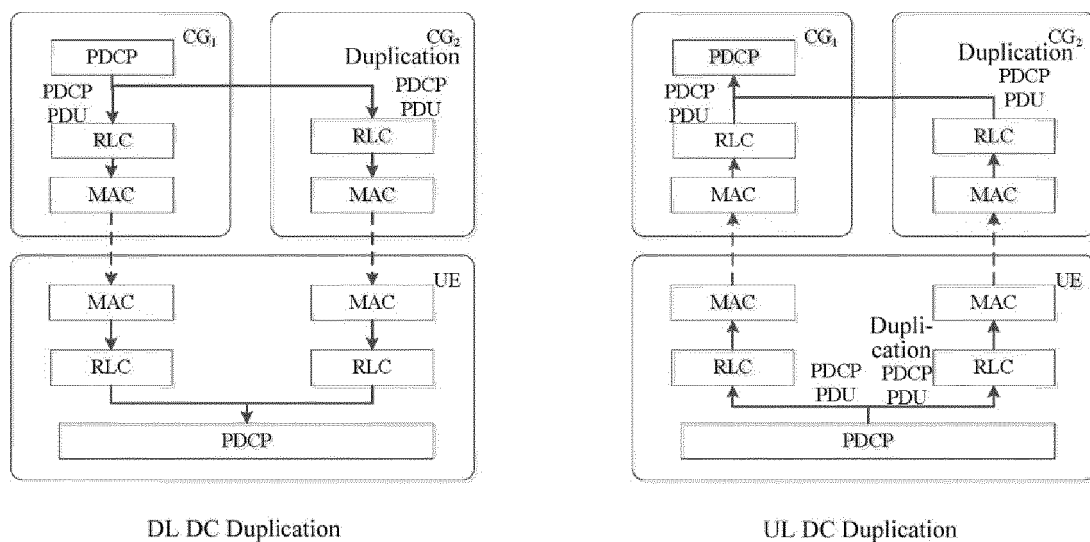 CG1
PDCP
PDCP
PDU
RLC
MAC
CG2
Duplication
PDCP
PDU
RLC
MAC
UE
MAC
MAC
RLC
RLC
PDCP
DL DC Duplication
CG1
PDCP
PDCP
PDU
RLC
MAC
CG2
Duplication
PDCP
PDU
RLC
MAC
UE
MAC
MAC
Dupli-
cation
RLC
RLC
PDCP
PDU
PDCP
PDU
PDCP
UL DC Duplication